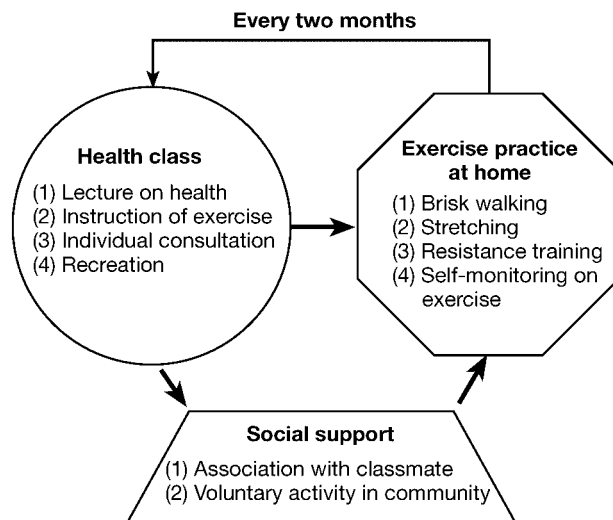 Every two months
Health class
(1) Lecture on health
(2) Instruction of exercise
(3) Individual consultation
(4) Recreation
Exercise practice
at home
(1) Brisk walking
(2) Stretching
(3) Resistance training
(4) Self-monitoring on
exercise
Social support
(1) Association with classmate
(2) Voluntary activity in community